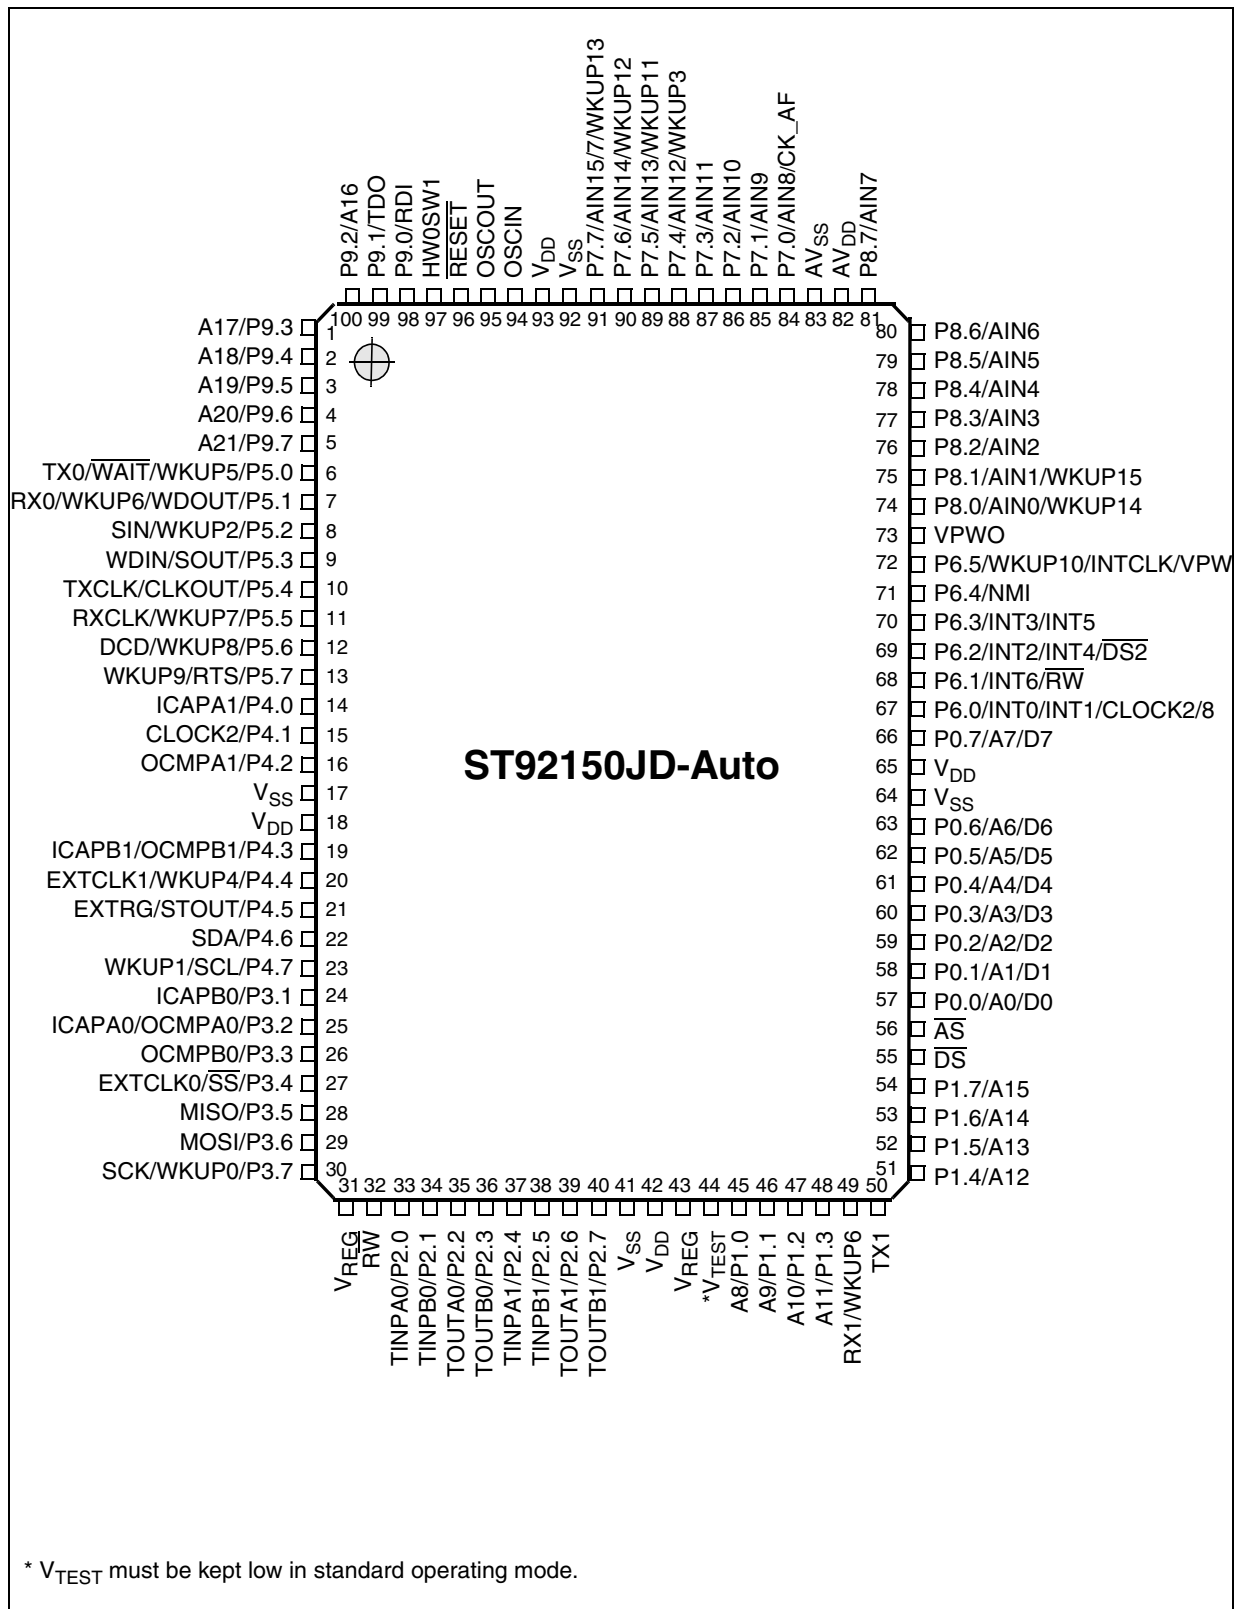 P9.2/A16
P9.1/TDO
P9.0/RDI
HW0SW1
RESET
OSCOUT
OSCIN
VDD
VSS
P7.7/AIN15/7/WKUP13
P7.6/AIN14/WKUP12
P7.5/AIN13/WKUP11
P7.4/AIN12/WKUP3
P7.3/AIN11
P7.2/AIN10
P7.1/AIN9
P7.0/AIN8/CK_AF
AVSS
AVDD
P8.7/AIN7
100 99 98 97 96 95 94 93 92 91 90 89 88 87 86 85 84 83 82 81
A17/P9.3 1
A18/P9.4 2
A19/P9.5 3
A20/P9.6 4
A21/P9.7 5
TX0/WAIT/WKUP5/P5.0 6
RX0/WKUP6/WDOUT/P5.1 7
SIN/WKUP2/P5.2 8
WDIN/SOUT/P5.3 9
TXCLK/CLKOUT/P5.4 10
RXCLK/WKUP7/P5.5 11
DCD/WKUP8/P5.6 12
WKUP9/RTS/P5.7 13
ICAPA1/P4.0 14
CLOCK2/P4.1 15
OCMPA1/P4.2 16
VSS 17
VDD 18
ICAPB1/OCMPB1/P4.3 19
EXTCLK1/WKUP4/P4.4 20
EXTRG/STOUT/P4.5 21
SDA/P4.6 22
WKUP1/SCL/P4.7 23
ICAPB0/P3.1 24
ICAPA0/OCMPA0/P3.2 25
OCMPB0/P3.3 26
EXTCLK0/SS/P3.4 27
MISO/P3.5 28
MOSI/P3.6 29
SCK/WKUP0/P3.7 30
ST92150JD-Auto
80 P8.6/AIN6
79 P8.5/AIN5
78 P8.4/AIN4
77 P8.3/AIN3
76 P8.2/AIN2
75 P8.1/AIN1/WKUP15
74 P8.0/AIN0/WKUP14
73 VPWO
72 P6.5/WKUP10/INTCLK/VPW
71 P6.4/NMI
70 P6.3/INT3/INT5
69 P6.2/INT2/INT4/DS2
68 P6.1/INT6/RW
67 P6.0/INT0/INT1/CLOCK2/8
66 P0.7/A7/D7
65 VDD
64 VSS
63 P0.6/A6/D6
62 P0.5/A5/D5
61 P0.4/A4/D4
60 P0.3/A3/D3
59 P0.2/A2/D2
58 P0.1/A1/D1
57 P0.0/A0/D0
56 AS
55 DS
54 P1.7/A15
53 P1.6/A14
52 P1.5/A13
51 P1.4/A12
31 32 33 34 35 36 37 38 39 40 41 42 43 44 45 46 47 48 49 50
VREG
RW
TINPA0/P2.0
TINPB0/P2.1
TOUTA0/P2.2
TOUTB0/P2.3
TINPA1/P2.4
TINPB1/P2.5
TOUTA1/P2.6
TOUTB1/P2.7
VSS
VDD
VREG
*VTEST
A8/P1.0
A9/P1.1
A10/P1.2
A11/P1.3
RX1/WKUP6
TX1
* VTEST must be kept low in standard operating mode.